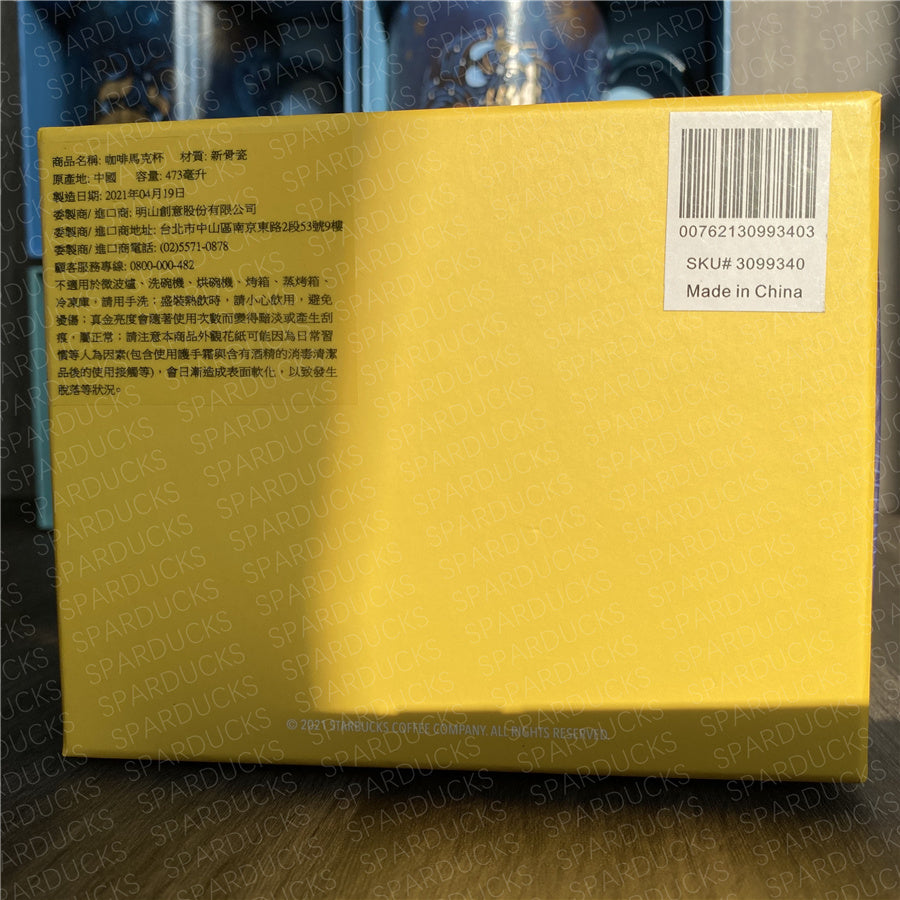 商品名稱: 咖啡馬克杯 材質: 新骨瓷
原產地: 中國 容量: 473毫升
製造日期: 2021年04月19日
委製商/ 進口商: 明山創意股份有限公司
委製商/ 進口商地址: 台北市中山區南京東路2段53號9樓
委製商/ 進口商電話: (02)5571-0878
顧客服務專線: 0800-000-482
不適用於微波爐、洗碗機、烘碗機、烤箱、蒸烤箱、
冷凍庫，請用手洗；盛裝熱飲時，請小心飲用，避免
燙傷；真金亮度會隨著使用次數而變得黯淡或產生刮
痕，屬正常；請注意本商品外觀花紙可能因為日常習
慣等人為因素(包含使用護手霜與含有酒精的消毒清潔
品後的使用接觸等)，會日漸造成表面軟化，以致發生
脫落等狀況。
00762130993403
SKU# 3099340
Made in China
© 2021 STARBUCKS COFFEE COMPANY. ALL RIGHTS RESERVED.
SPARDUCKS